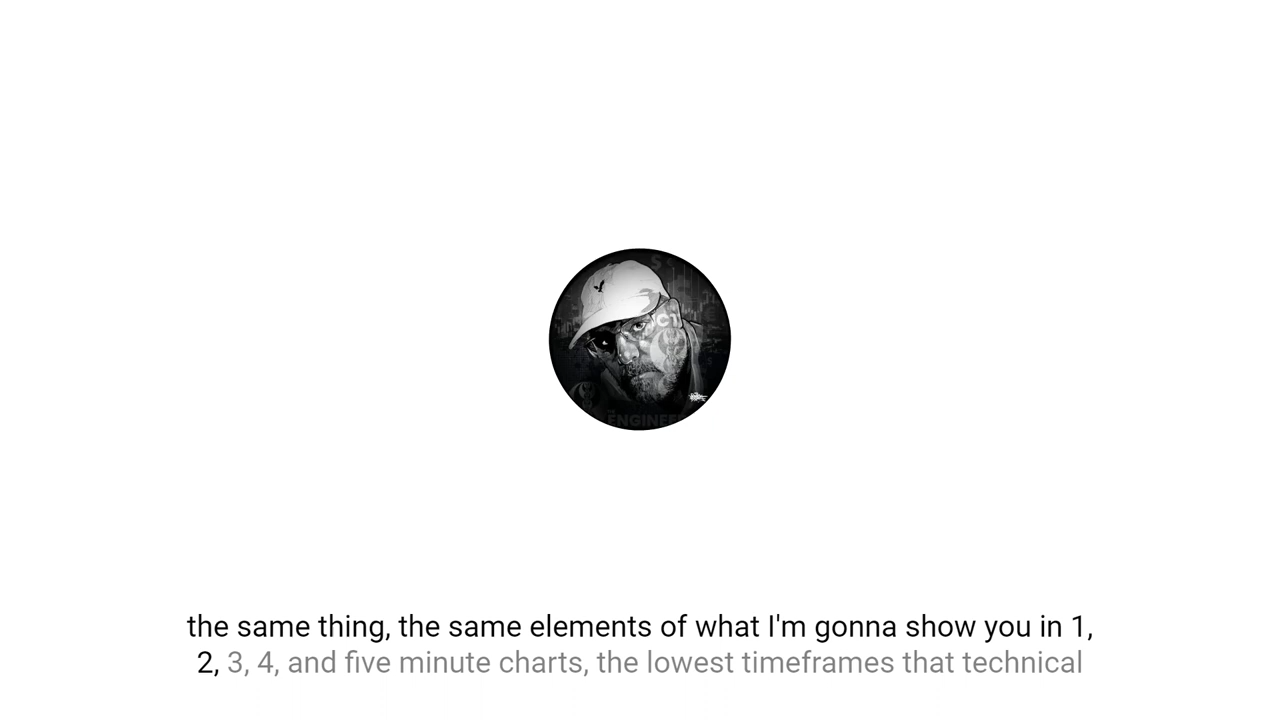 ENGINEER
the same thing, the same elements of what I'm gonna show you in 1,
2, 3, 4, and five minute charts, the lowest timeframes that technical